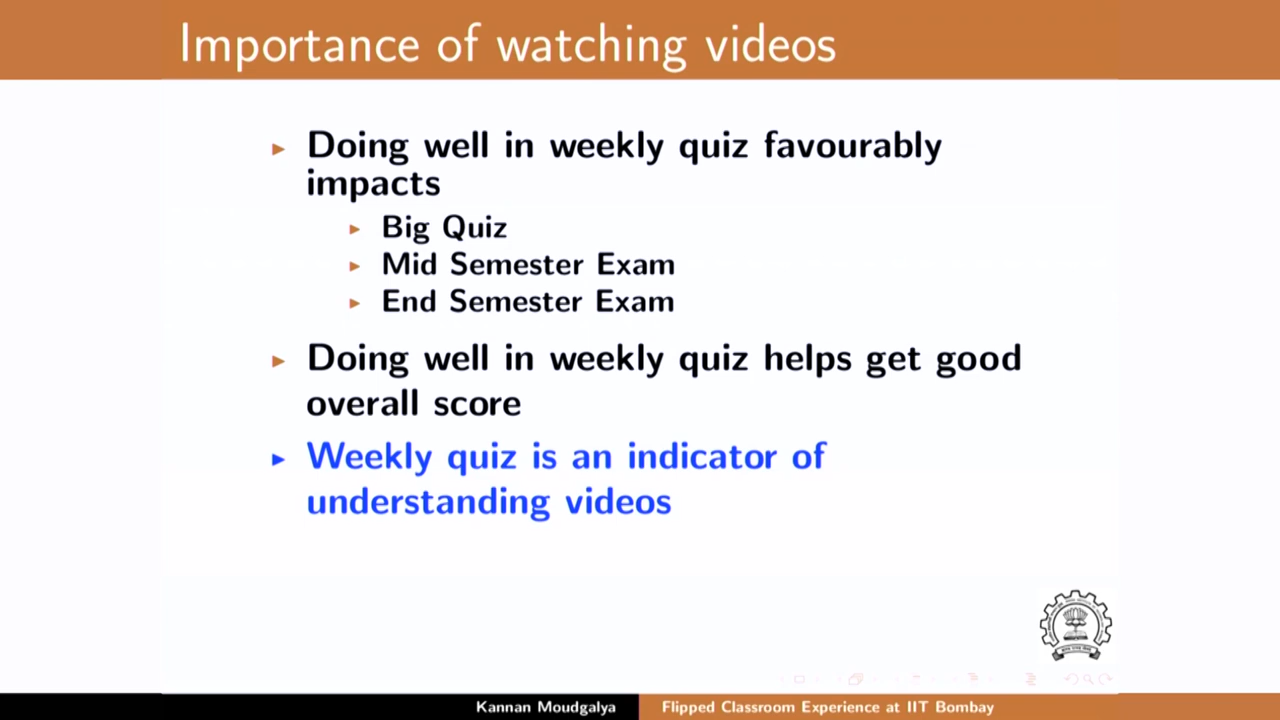 Importance of watching videos
Doing well in weekly quiz favourably
impacts
Big Quiz
Mid Semester Exam
End Semester Exam
Doing well in weekly quiz helps get good
overall score
Weekly quiz is an indicator of
understanding videos
Kannan Moudgalya
Flipped Classroom Experience at IIT Bombay